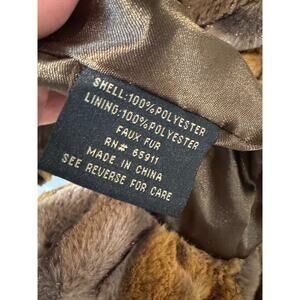 SHELL:100%POLYESTER
LINING:100%POLYESTER
FAUX FUR
RN# 65911
MADE IN CHINA
SEE REVERSE FOR CARE